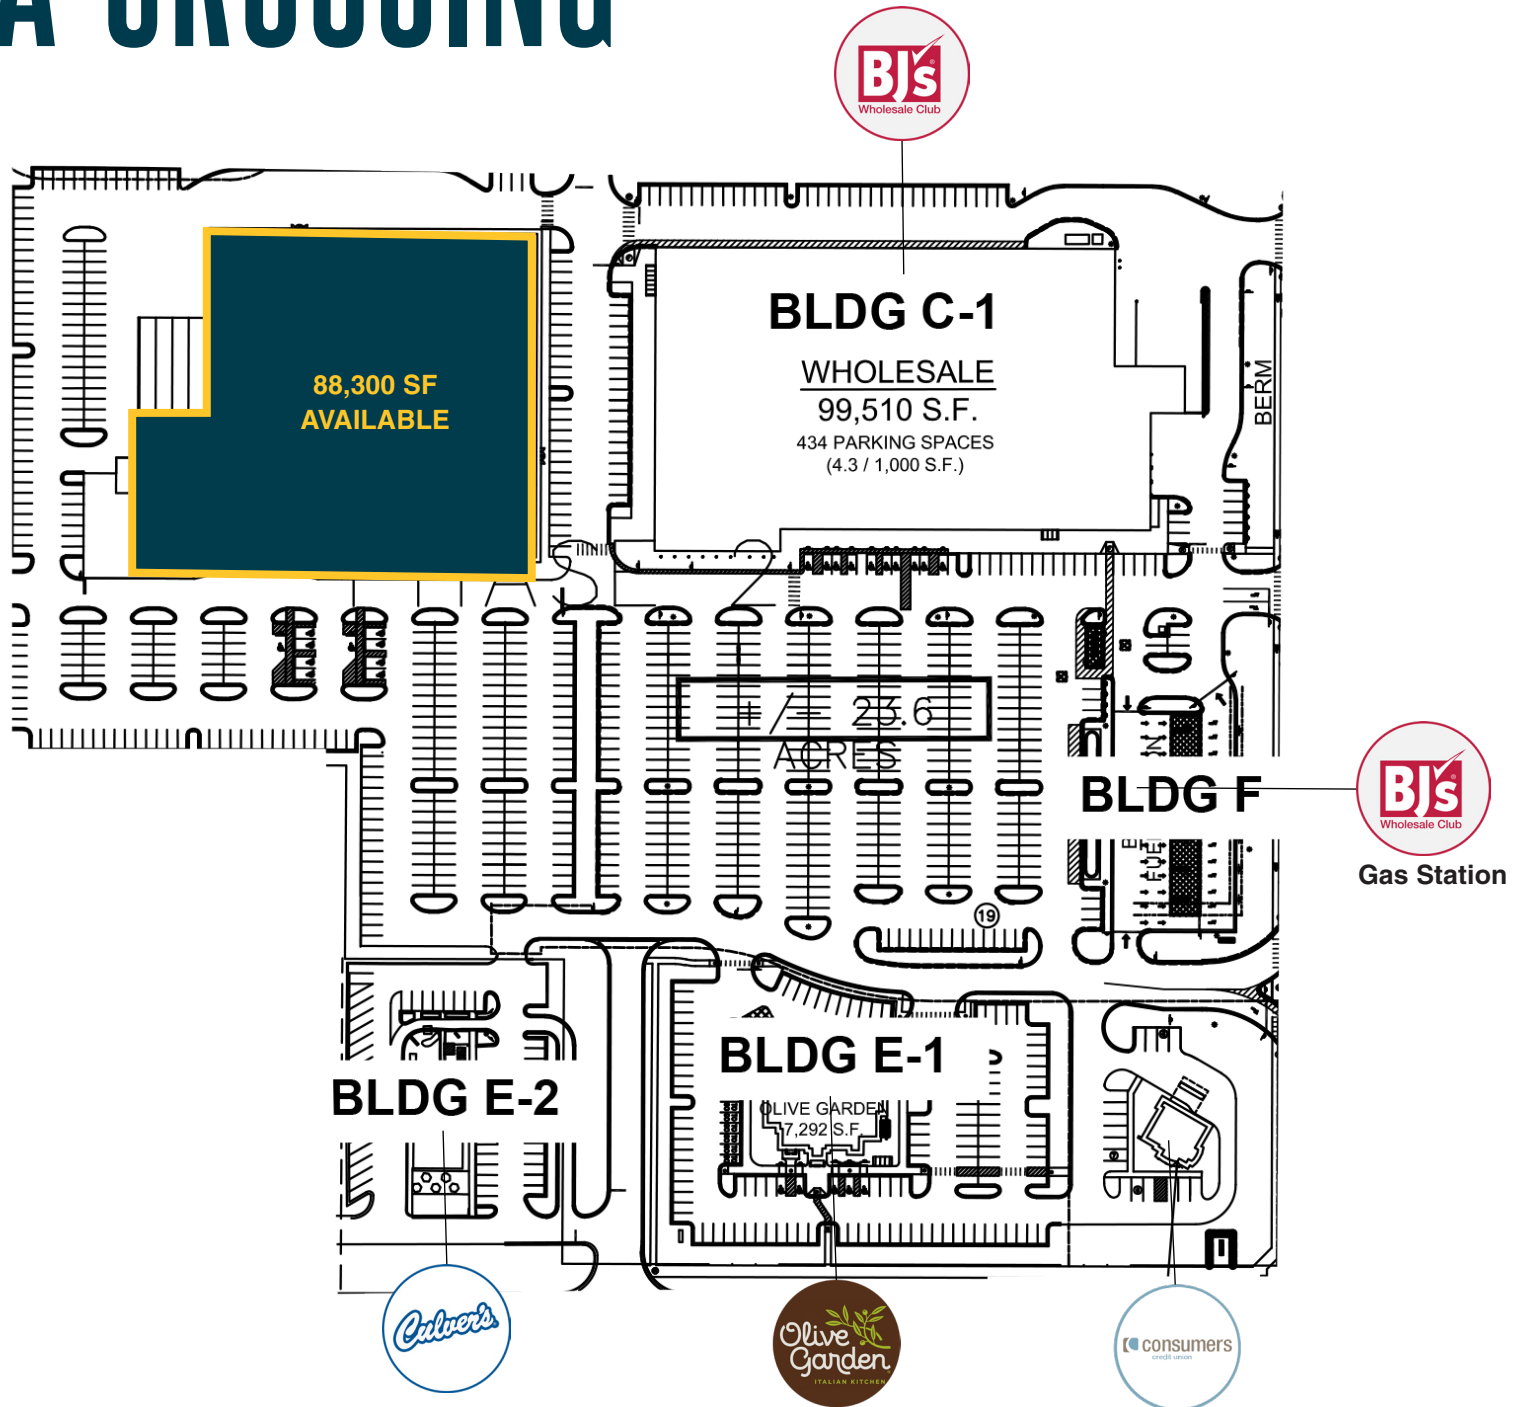 A CROSSING
BJ's
Wholesale Club
BLDG C-1
WHOLESALE
99,510 S.F.
434 PARKING SPACES
(4.3 / 1,000 S.F.)
88,300 SF
AVAILABLE
BERM
+/- 23.6
ACRES
BLDG F
BJ's
Wholesale Club
Gas Station
19
BLDG E-1
OLIVE GARDEN
7,292 S.F.
BLDG E-2
Culver's
Olive
Garden
ITALIAN KITCHEN
consumers
credit union